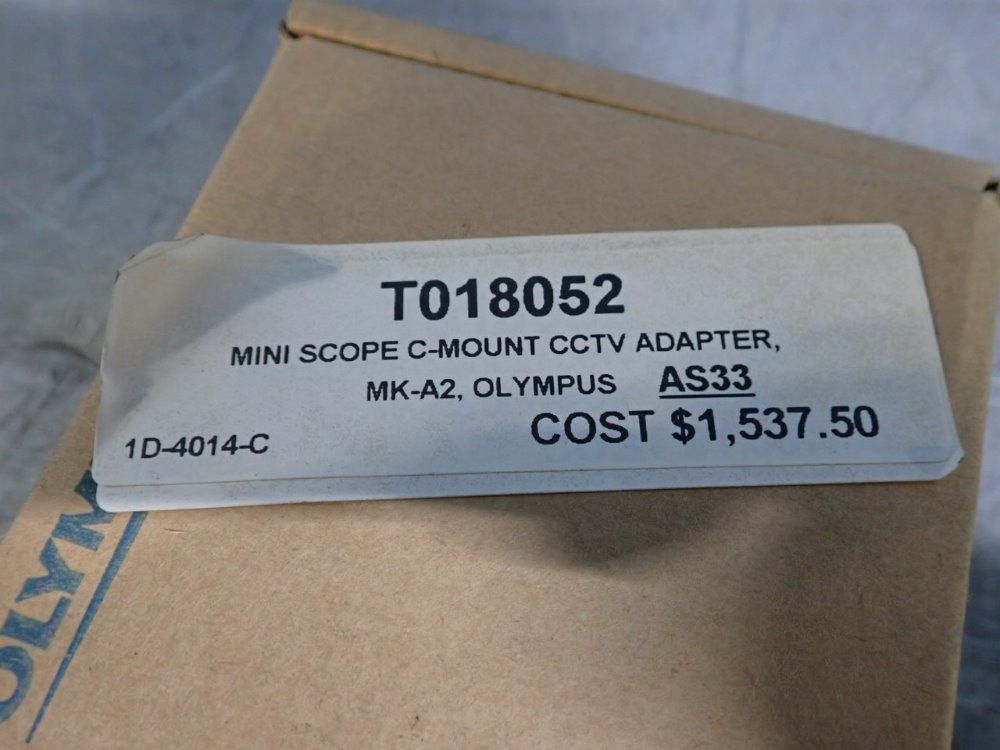 T018052
MINI SCOPE C-MOUNT CCTV ADAPTER,
MK-A2, OLYMPUS AS33
COST $1,537.50
1D-4014-C
OLYM